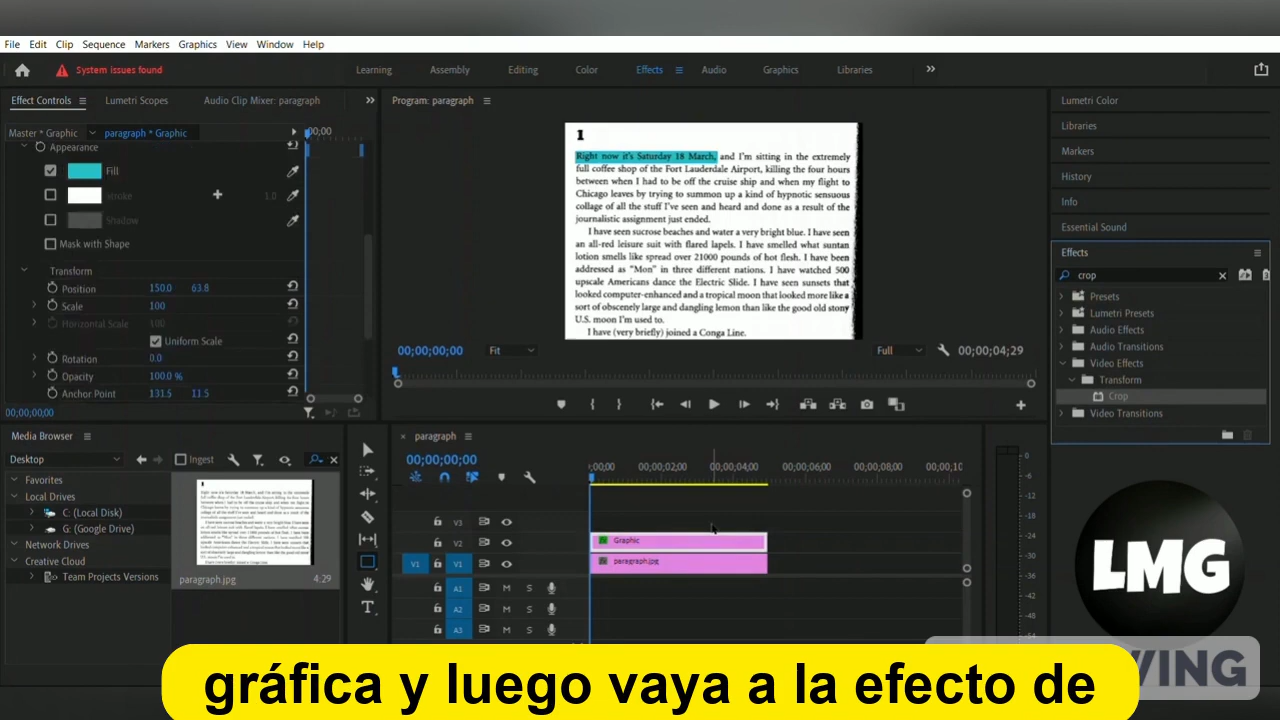 File Edit Clip Sequence Markers Graphics View Window Help
System issues found
Learning Assembly Editing Color Effects Audio Graphics Libraries
Effect Controls Lumetri Scopes Audio Clip Mixer: paragraph
Master * Graphic paragraph * Graphic :00;00
Appearance
Fill
Stroke 1.0
Shadow
Mask with Shape
Transform
Position 150.0 63.8
Scale 100
Horizontal Scale 100
Uniform Scale
Rotation 0.0
Opacity 100.0 %
Anchor Point 131.5 11.5
00;00;00;00
Program: paragraph
1
Right now it's Saturday 18 March, and I'm sitting in the extremely
full coffee shop of the Fort Lauderdale Airport, killing the four hours
between when I had to be off the cruise ship and when my flight to
Chicago leaves by trying to summon up a kind of hypnotic sensuous
collage of all the stuff I've seen and heard and done as a result of the
journalistic assignment just ended.
I have seen sucrose beaches and water a very bright blue. I have seen
an all-red leisure suit with flared lapels. I have smelled what suntan
lotion smells like spread over 21000 pounds of hot flesh. I have been
addressed as "Mon" in three different nations. I have watched 500
upscale Americans dance the Electric Slide. I have seen sunsets that
looked computer-enhanced and a tropical moon that looked more like a
sort of obscenely large and dangling lemon than like the good old stony
U.S. moon I'm used to.
I have (very briefly) joined a Conga Line.
00;00;00;00 Fit Full 00;00;04;29
Lumetri Color
Libraries
Markers
History
Info
Essential Sound
Effects
crop
Presets
Lumetri Presets
Audio Effects
Audio Transitions
Video Effects
Transform
Crop
Video Transitions
Media Browser
Desktop Ingest
Favorites
Local Drives
C: (Local Disk)
G: (Google Drive)
Network Drives
Creative Cloud
Team Projects Versions
paragraph.jpg 4:29
paragraph
00;00;00;00
;00;00 00;00;02;00 00;00;04;00 00;00;06;00 00;00;08;00 00;00;10
V3
V2 Graphic
V1 V1 paragraph.jpg
A1 M S
A2 M S
A3 M S
0
-6
-12
-18
-24
-30
-36
-42
-48
-54
LMG
VING
gráfica y luego vaya a la efecto de